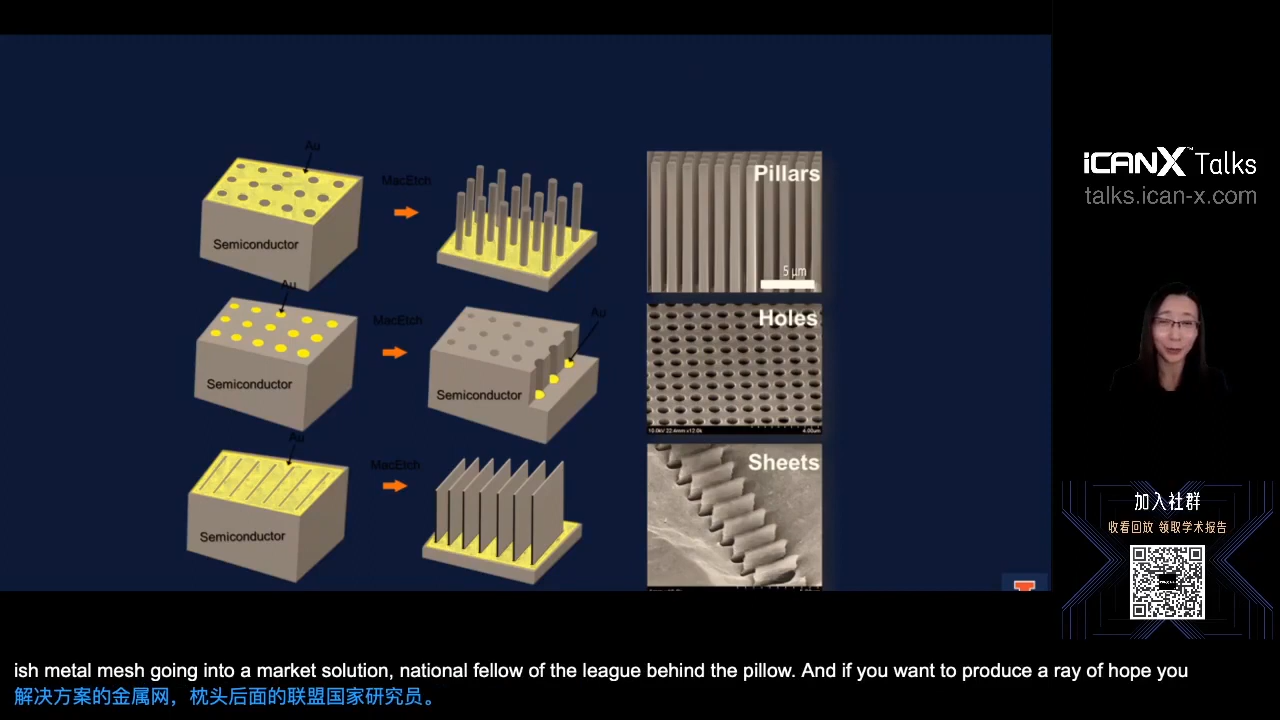 Au
MacEtch
Semiconductor
Pillars
5 μm
Au
MacEtch
Semiconductor
Au
Semiconductor
Holes
Au
MacEtch
Semiconductor
Sheets
iCANX™ Talks
talks.ican-x.com
加入社群
收看回放 领取学术报告
ish metal mesh going into a market solution, national fellow of the league behind the pillow. And if you want to produce a ray of hope you
解决方案的金属网，枕头后面的联盟国家研究员。